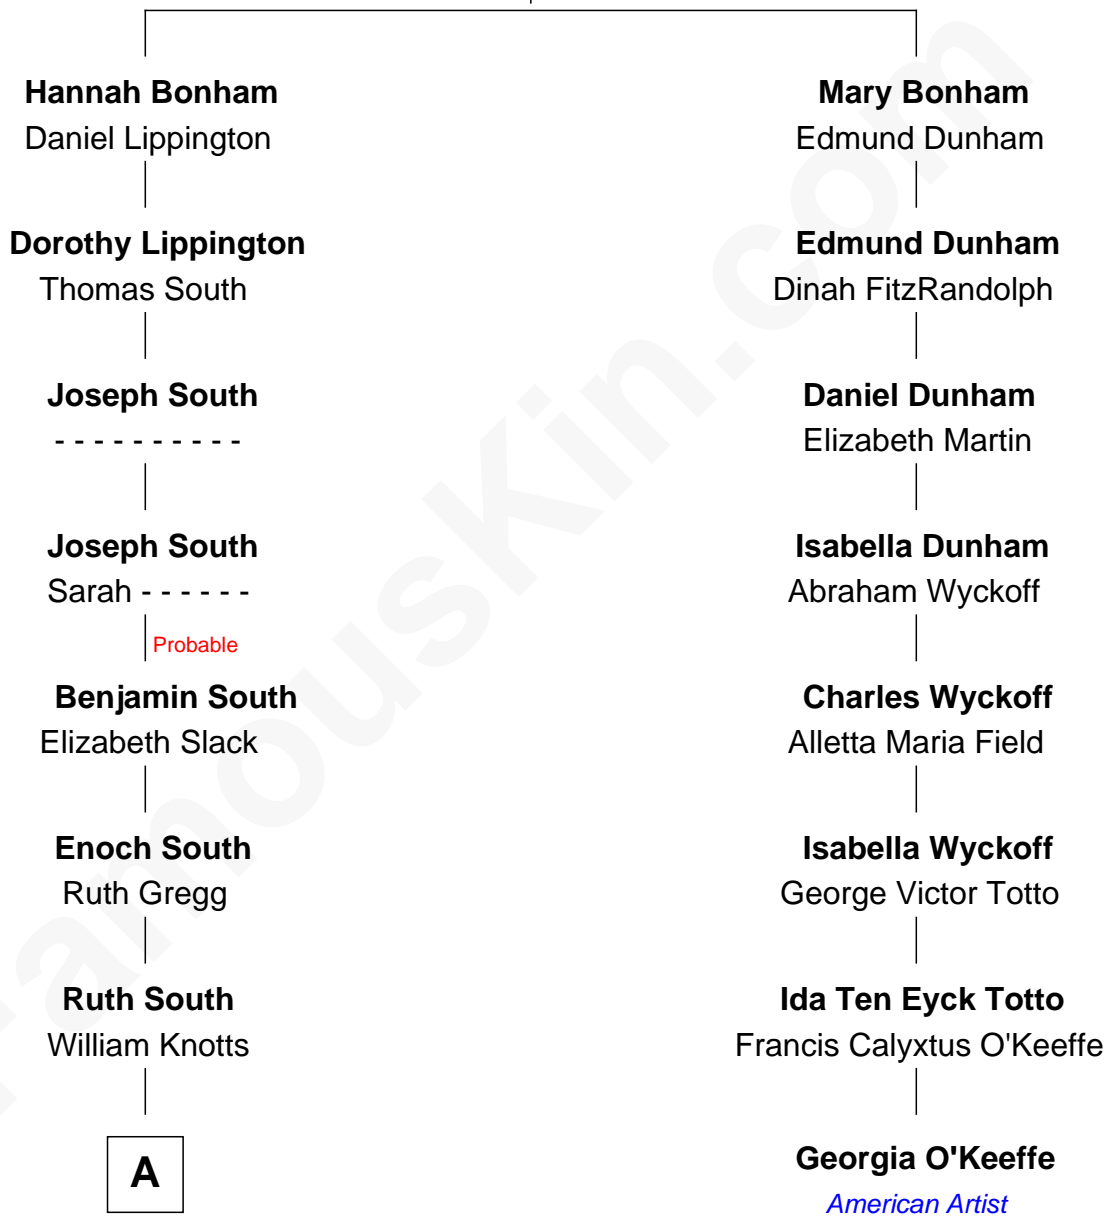 Hannah Bonham
Daniel Lippington
Mary Bonham
Edmund Dunham
Dorothy Lippington
Thomas South
Edmund Dunham
Dinah FitzRandolph
Joseph South
- - - - - - - - - -
Daniel Dunham
Elizabeth Martin
Joseph South
Sarah - - - - - -
Isabella Dunham
Abraham Wyckoff
Probable
Benjamin South
Elizabeth Slack
Charles Wyckoff
Alletta Maria Field
Enoch South
Ruth Gregg
Isabella Wyckoff
George Victor Totto
Ruth South
William Knotts
Ida Ten Eyck Totto
Francis Calyxtus O'Keeffe
A
Georgia O'Keeffe
American Artist
FamousKin.com